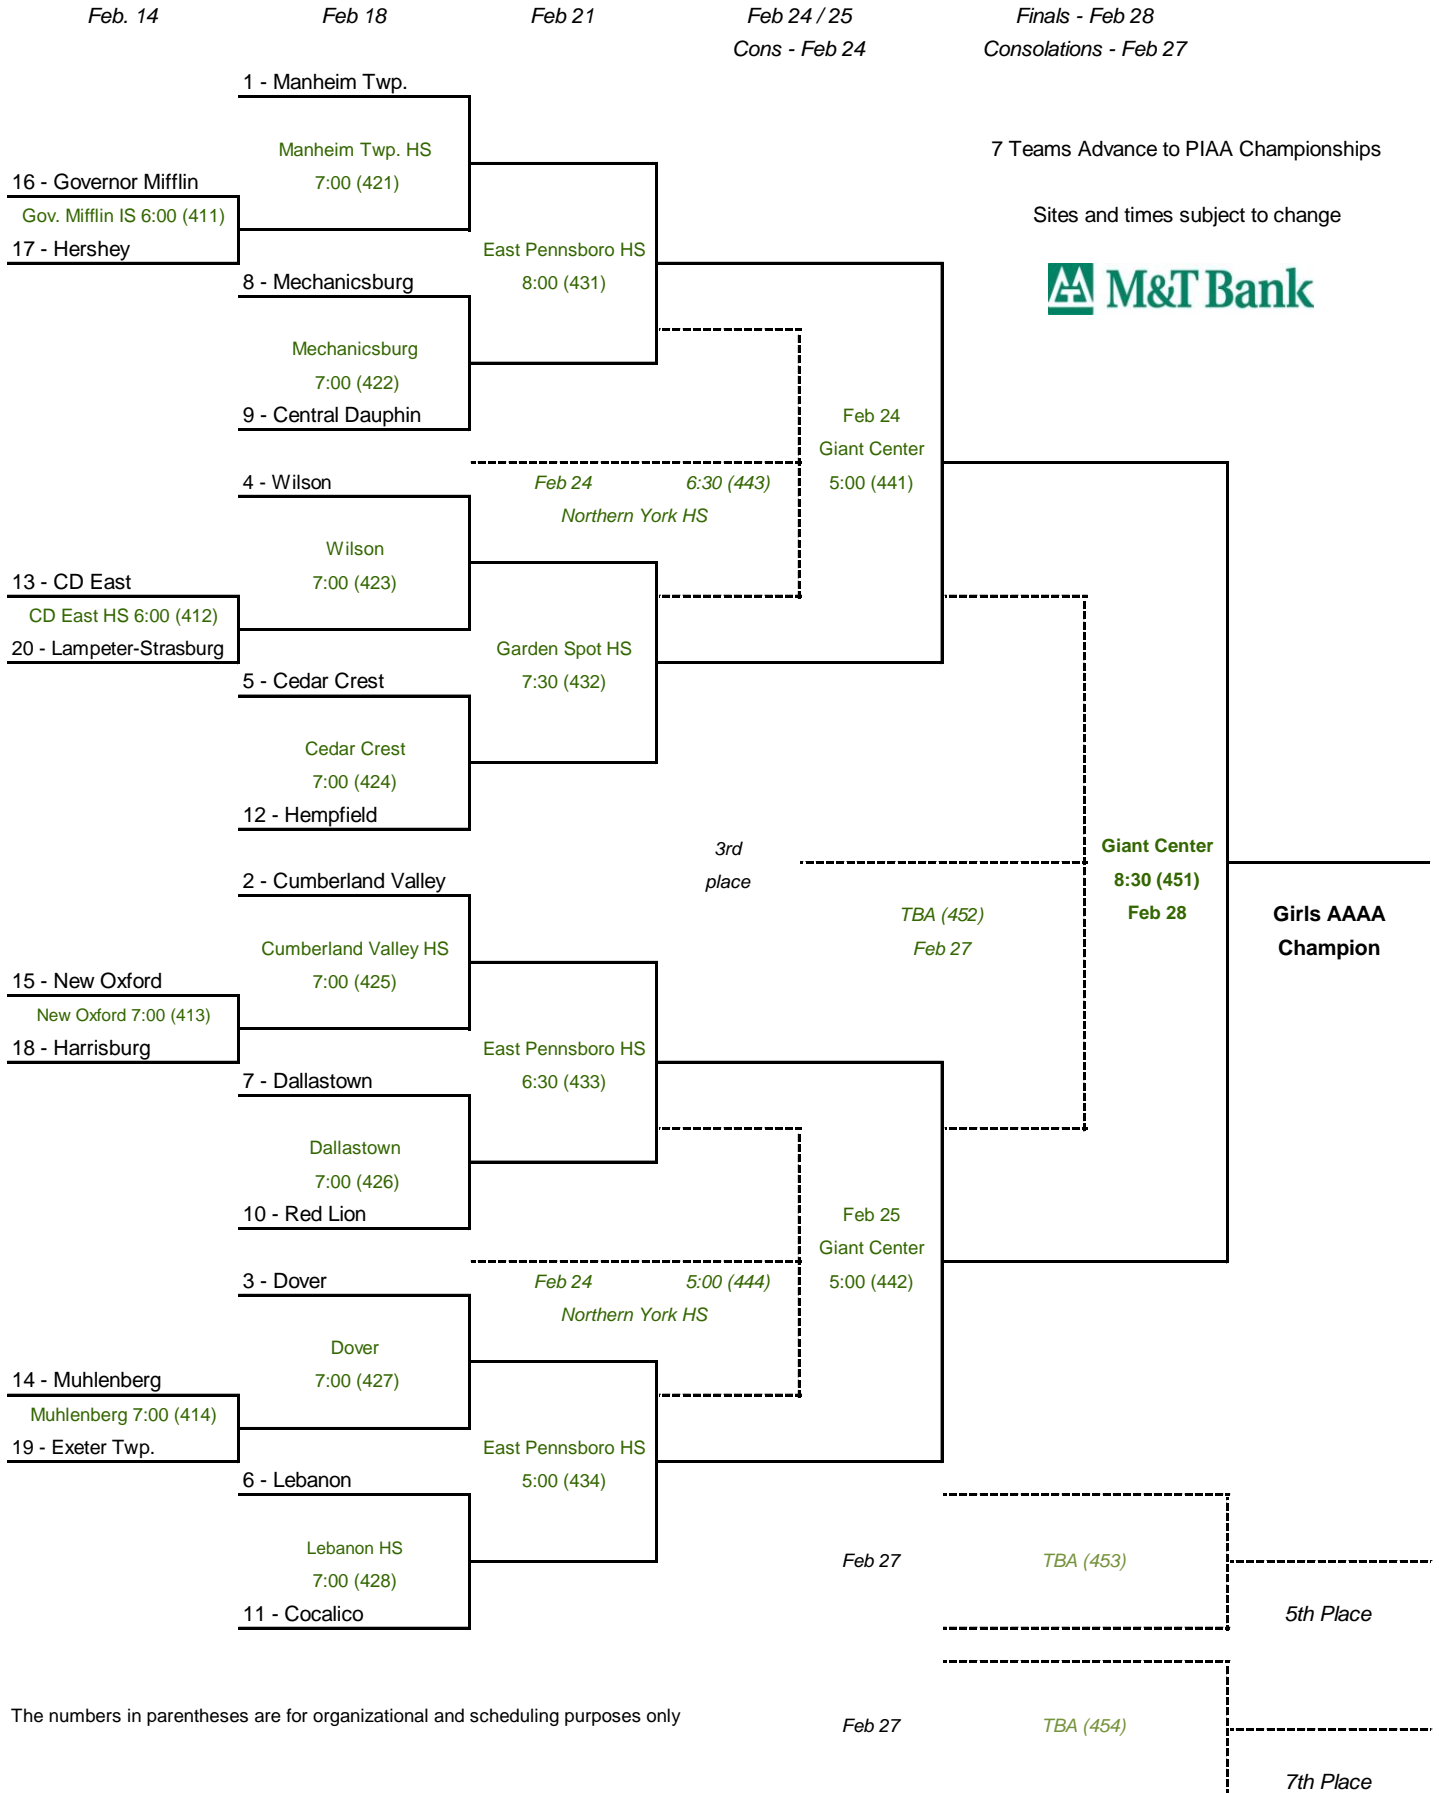 Feb. 14
Feb 18
Feb 21
Feb 24 / 25
Finals - Feb 28
Cons - Feb 24
Consolations - Feb 27
1 - Manheim Twp.
Manheim Twp. HS
7:00 (421)
7 Teams Advance to PIAA Championships
16 - Governor Mifflin
Gov. Mifflin IS 6:00 (411)
17 - Hershey
Sites and times subject to change
East Pennsboro HS
8:00 (431)
M&T Bank
8 - Mechanicsburg
Mechanicsburg
7:00 (422)
9 - Central Dauphin
Feb 24
Giant Center
5:00 (441)
4 - Wilson
Feb 24
6:30 (443)
Northern York HS
Wilson
7:00 (423)
13 - CD East
CD East HS 6:00 (412)
20 - Lampeter-Strasburg
Garden Spot HS
7:30 (432)
5 - Cedar Crest
Cedar Crest
7:00 (424)
12 - Hempfield
3rd
place
Giant Center
8:30 (451)
Feb 28
2 - Cumberland Valley
TBA (452)
Feb 27
Girls AAAA
Champion
Cumberland Valley HS
7:00 (425)
15 - New Oxford
New Oxford 7:00 (413)
18 - Harrisburg
East Pennsboro HS
6:30 (433)
7 - Dallastown
Dallastown
7:00 (426)
10 - Red Lion
Feb 25
Giant Center
5:00 (442)
3 - Dover
Feb 24
5:00 (444)
Northern York HS
Dover
7:00 (427)
14 - Muhlenberg
Muhlenberg 7:00 (414)
19 - Exeter Twp.
East Pennsboro HS
5:00 (434)
6 - Lebanon
Lebanon HS
7:00 (428)
11 - Cocalico
Feb 27
TBA (453)
5th Place
The numbers in parentheses are for organizational and scheduling purposes only
Feb 27
TBA (454)
7th Place